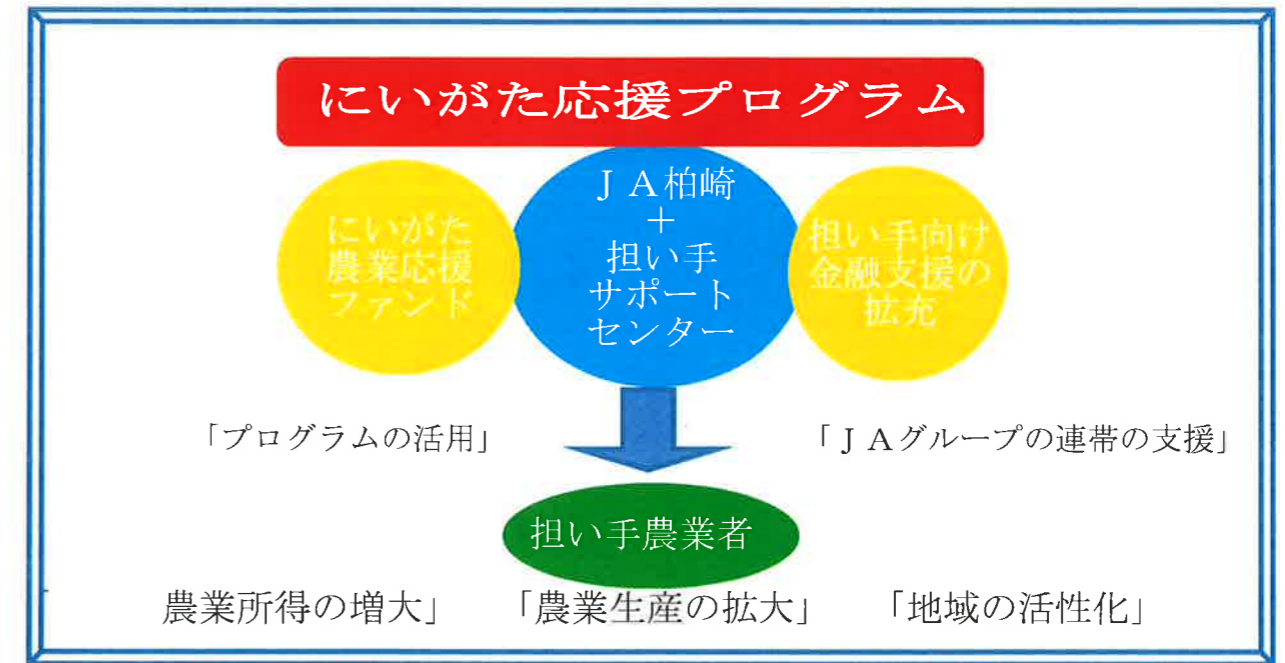 にいがた応援プログラム
にいがた
農業応援
ファンド
ＪＡ柏崎
＋
担い手
サポート
センター
担い手向け
金融支援の
拡充
「プログラムの活用」
「ＪＡグループの連帯の支援」
担い手農業者
農業所得の増大」
「農業生産の拡大」
「地域の活性化」